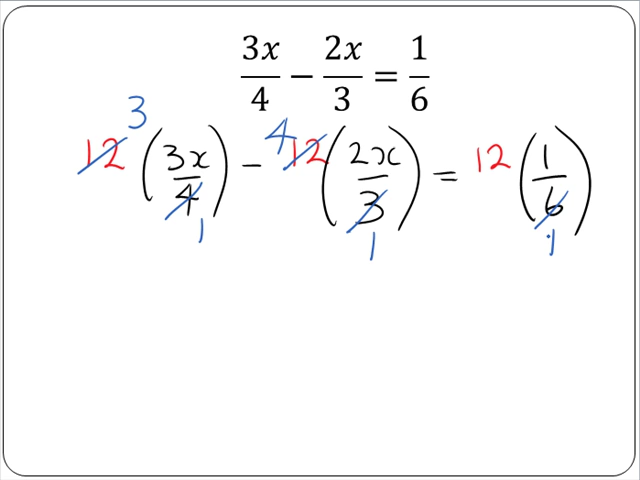 3x/4 − 2x/3 = 1/6
3 4
12 (3x/4) − 12 (2x/3) = 12 (1/6)
1 1 1